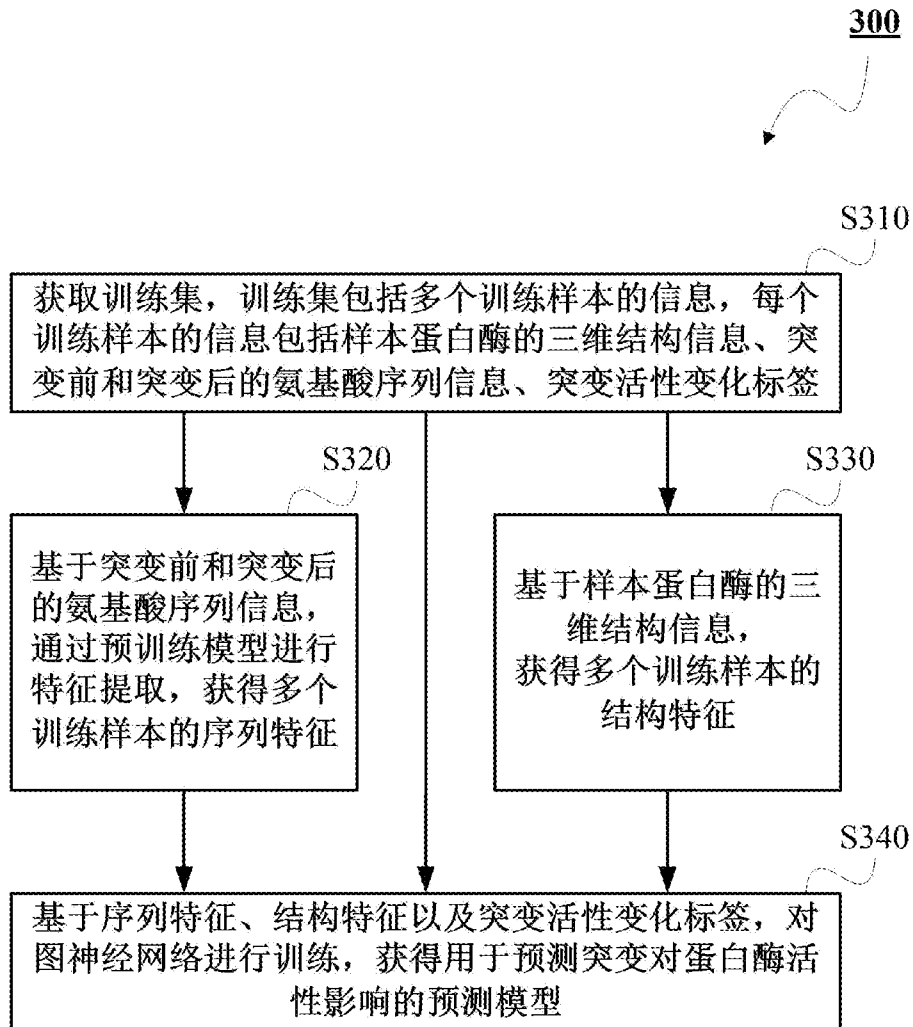 300
S310
获取训练集，训练集包括多个训练样本的信息，每个
训练样本的信息包括样本蛋白酶的三维结构信息、突
变前和突变后的氨基酸序列信息、突变活性变化标签
S320
基于突变前和突变后
的氨基酸序列信息，
通过预训练模型进行
特征提取，获得多个
训练样本的序列特征
S330
基于样本蛋白酶的三
维结构信息，
获得多个训练样本的
结构特征
S340
基于序列特征、结构特征以及突变活性变化标签，对
图神经网络进行训练，获得用于预测突变对蛋白酶活
性影响的预测模型